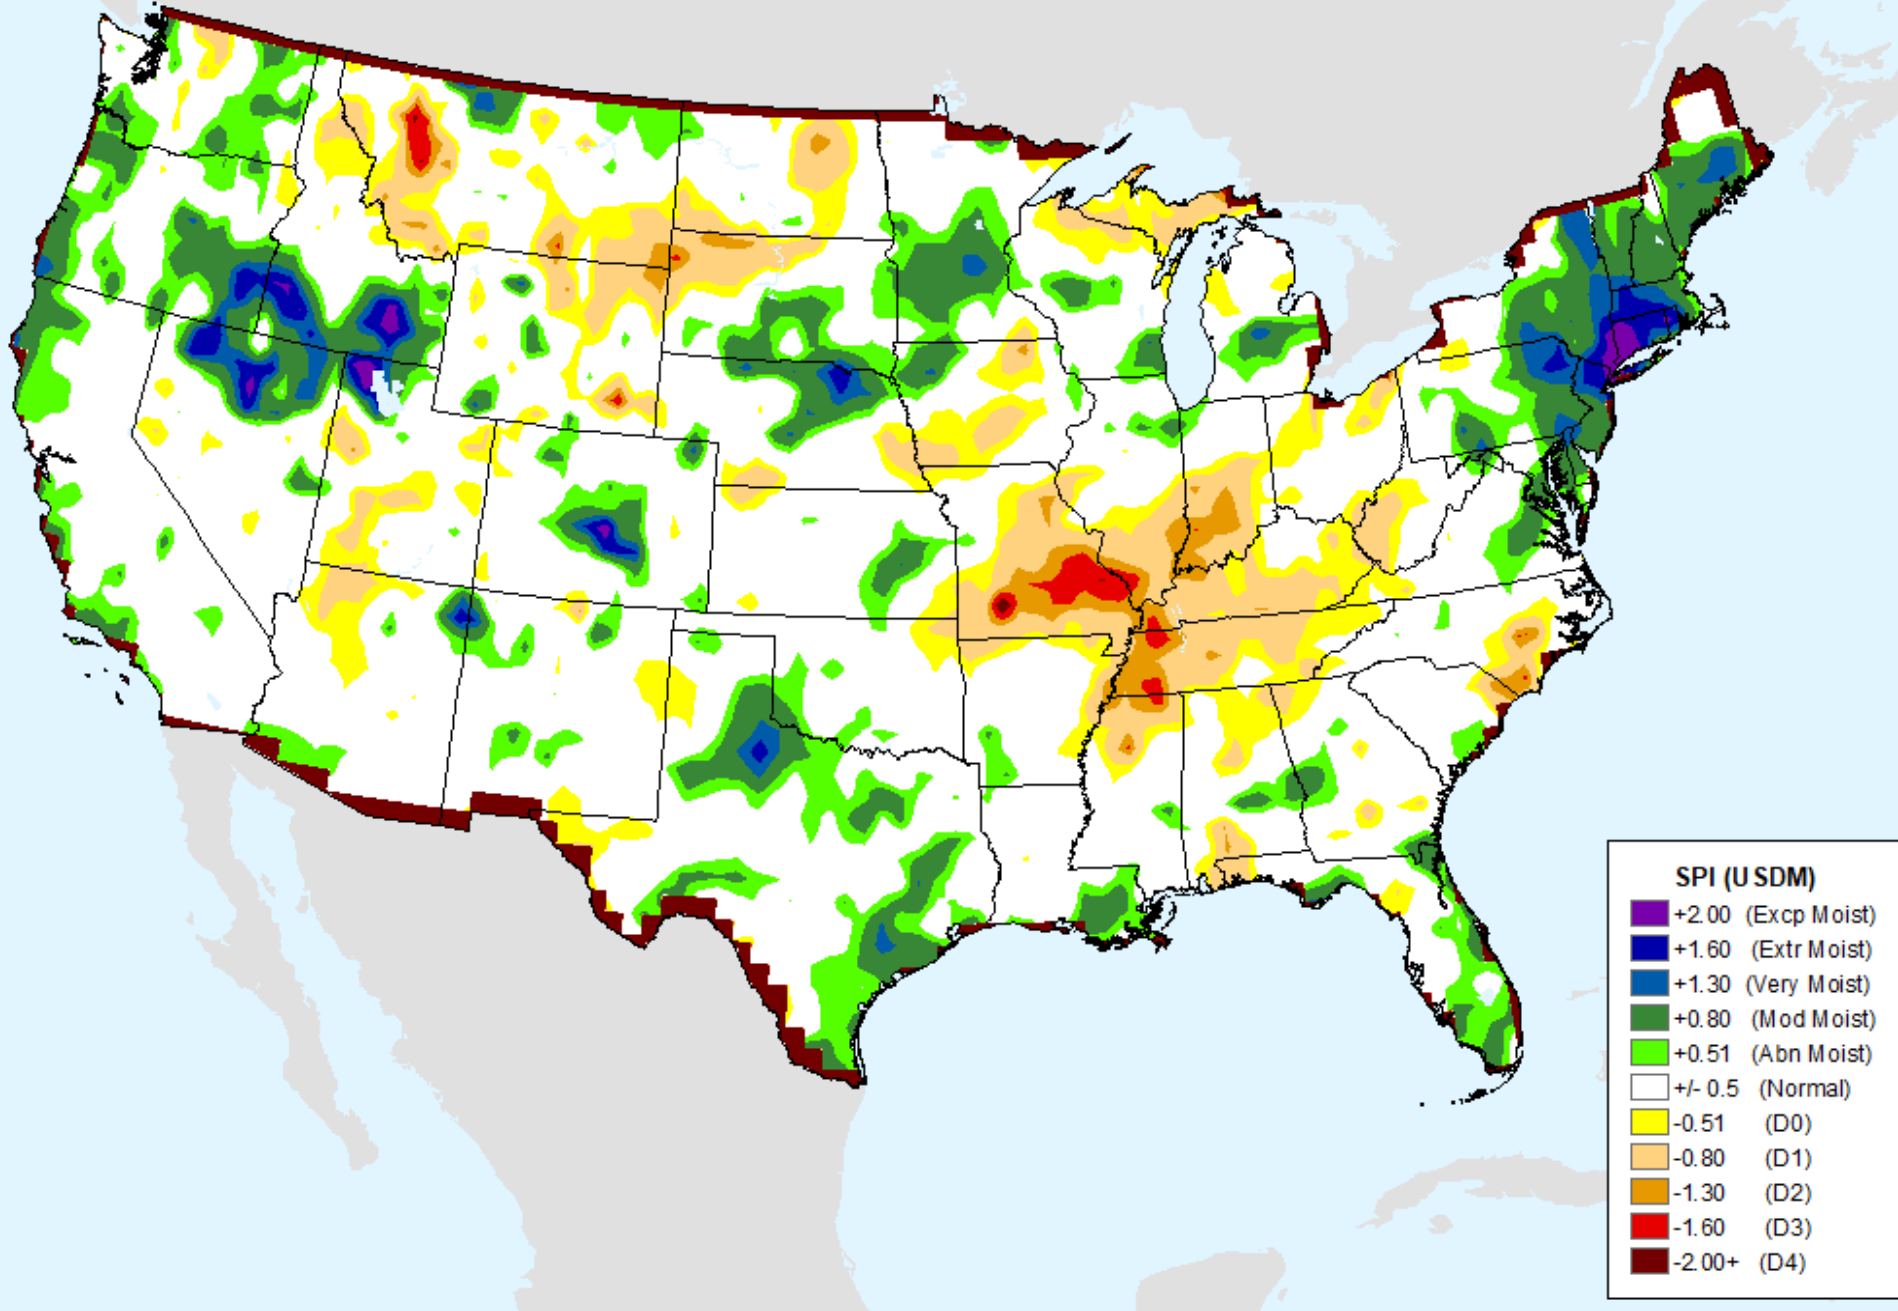 SPI (USDM)
+2.00 (Excp Moist)
+1.60 (Extr Moist)
+1.30 (Very Moist)
+0.80 (Mod Moist)
+0.51 (Abn Moist)
+/- 0.5 (Normal)
-0.51 (D0)
-0.80 (D1)
-1.30 (D2)
-1.60 (D3)
-2.00+ (D4)